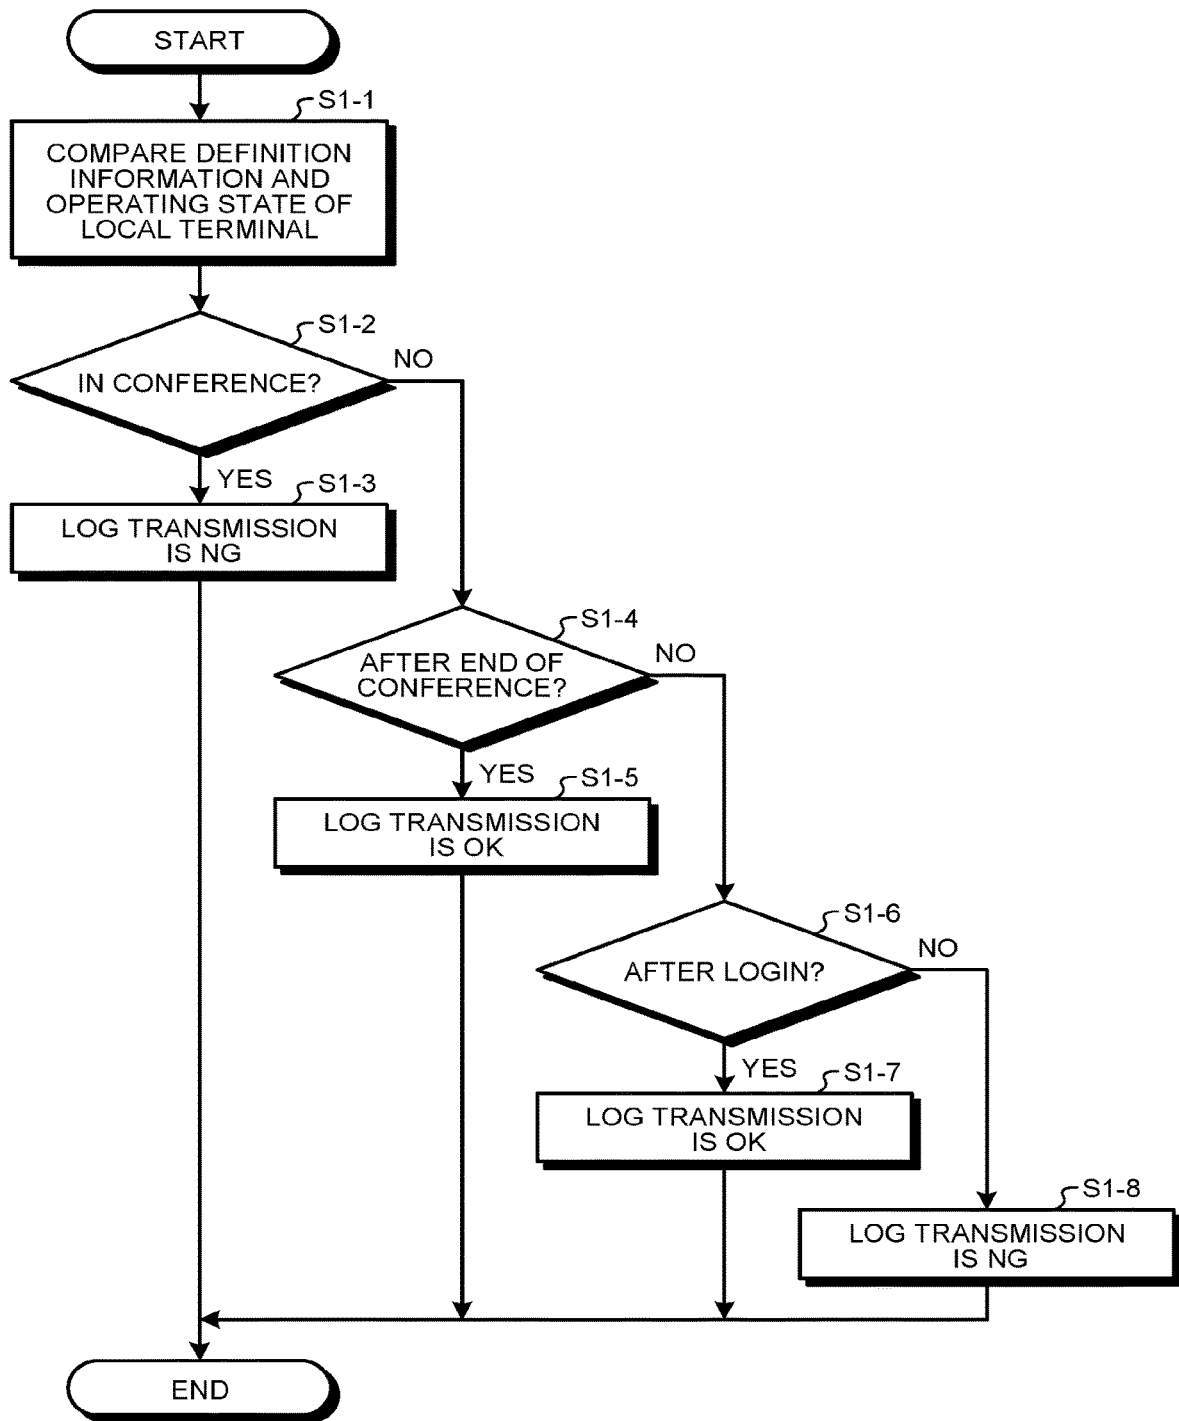 START
S1-1
COMPARE DEFINITION
INFORMATION AND
OPERATING STATE OF
LOCAL TERMINAL
S1-2
IN CONFERENCE?
NO
YES
S1-3
LOG TRANSMISSION
IS NG
S1-4
AFTER END OF
CONFERENCE?
NO
YES
S1-5
LOG TRANSMISSION
IS OK
S1-6
AFTER LOGIN?
NO
YES
S1-7
LOG TRANSMISSION
IS OK
S1-8
LOG TRANSMISSION
IS NG
END